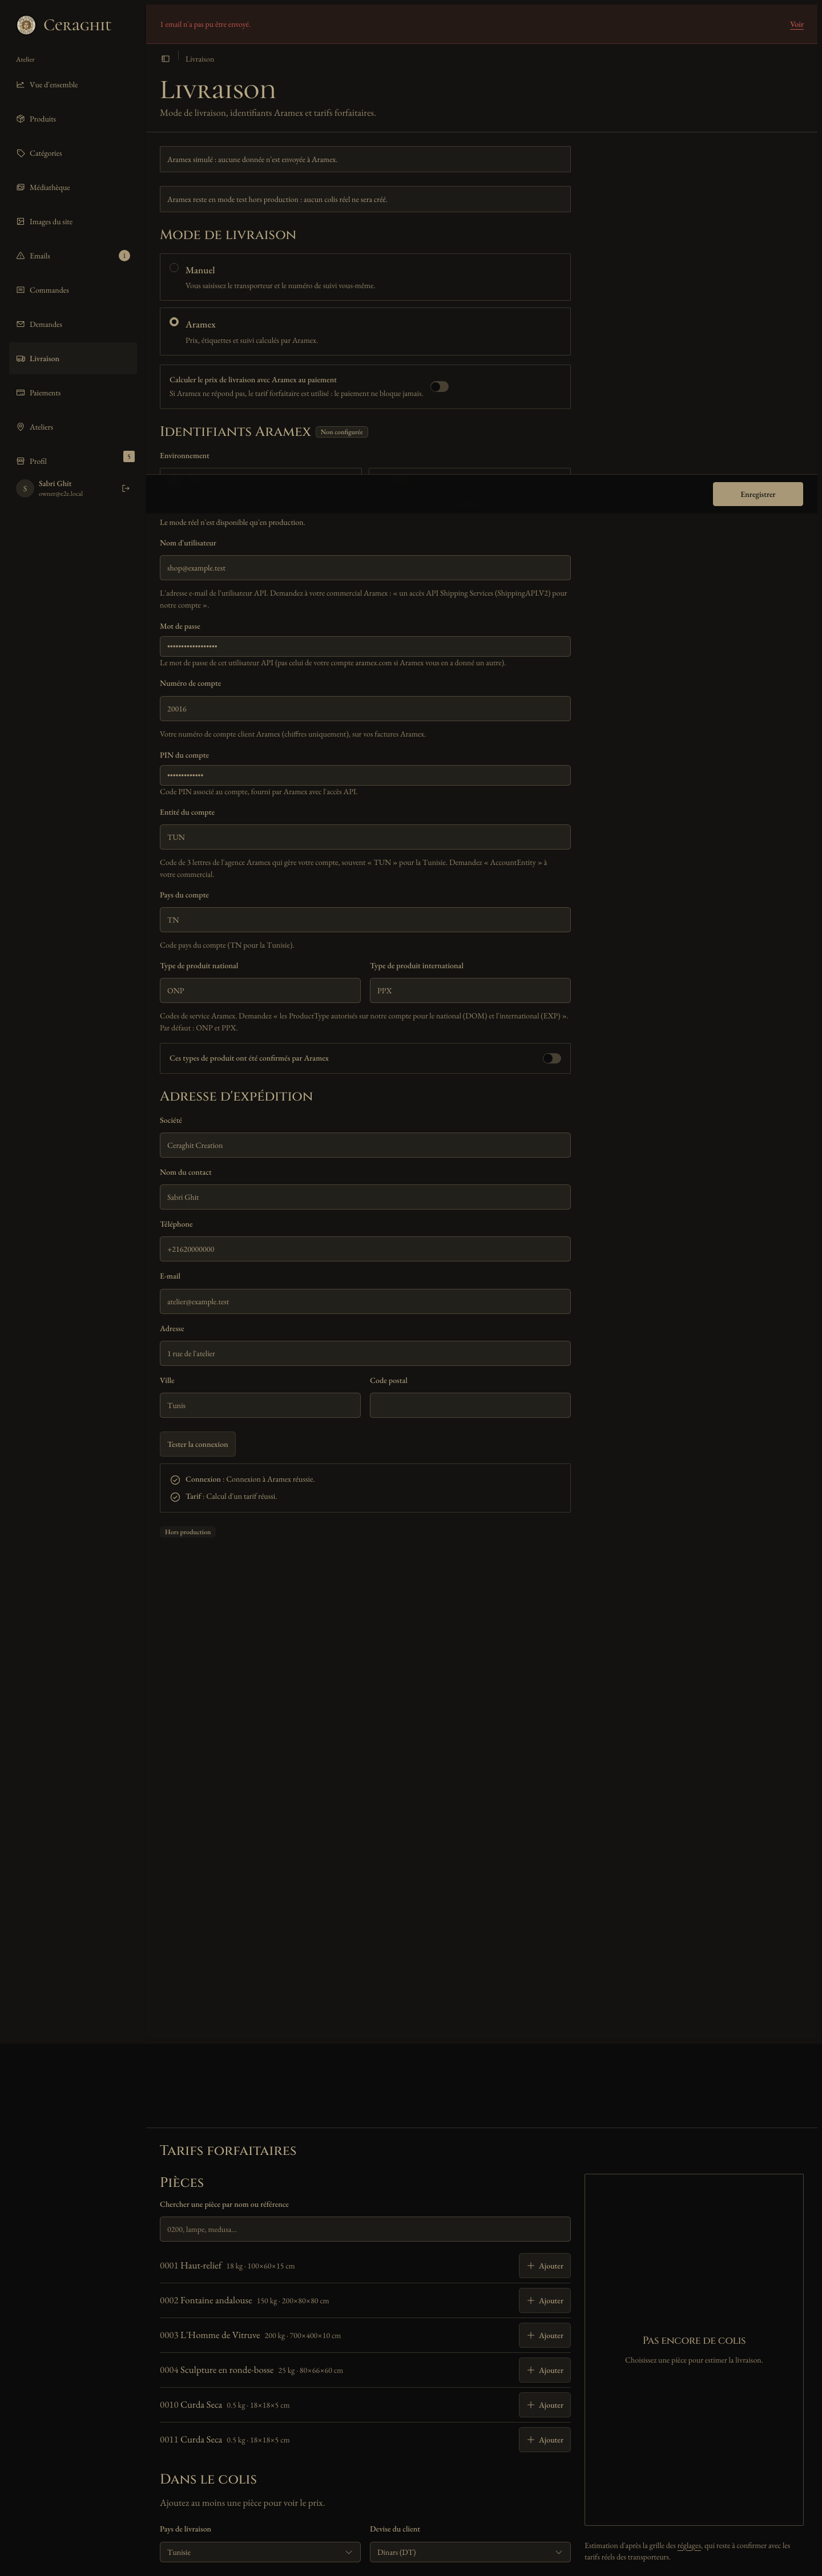 Ceraghit
Atelier
Vue d'ensemble
Produits
Catégories
Médiathèque
Images du site
Emails
1
Commandes
Demandes
Livraison
Paiements
Ateliers
Profil
5
S
Sabri Ghit
owner@e2e.local
1 email n'a pas pu être envoyé.
Voir
Livraison
Livraison
Mode de livraison, identifiants Aramex et tarifs forfaitaires.
Aramex simulé : aucune donnée n'est envoyée à Aramex.
Aramex reste en mode test hors production : aucun colis réel ne sera créé.
Mode de livraison
Manuel
Vous saisissez le transporteur et le numéro de suivi vous-même.
Aramex
Prix, étiquettes et suivi calculés par Aramex.
Calculer le prix de livraison avec Aramex au paiement
Si Aramex ne répond pas, le tarif forfaitaire est utilisé : le paiement ne bloque jamais.
Identifiants Aramex
Non configurée
Environnement
Enregistrer
Le mode réel n'est disponible qu'en production.
Nom d'utilisateur
shop@example.test
L'adresse e-mail de l'utilisateur API. Demandez à votre commercial Aramex : « un accès API Shipping Services (ShippingAPI.V2) pour
notre compte ».
Mot de passe
••••••••••••••••••
Le mot de passe de cet utilisateur API (pas celui de votre compte aramex.com si Aramex vous en a donné un autre).
Numéro de compte
20016
Votre numéro de compte client Aramex (chiffres uniquement), sur vos factures Aramex.
PIN du compte
•••••••••••••
Code PIN associé au compte, fourni par Aramex avec l'accès API.
Entité du compte
TUN
Code de 3 lettres de l'agence Aramex qui gère votre compte, souvent « TUN » pour la Tunisie. Demandez « AccountEntity » à
votre commercial.
Pays du compte
TN
Code pays du compte (TN pour la Tunisie).
Type de produit national
Type de produit international
ONP
PPX
Codes de service Aramex. Demandez « les ProductType autorisés sur notre compte pour le national (DOM) et l'international (EXP) ».
Par défaut : ONP et PPX.
Ces types de produit ont été confirmés par Aramex
Adresse d'expédition
Société
Ceraghit Creation
Nom du contact
Sabri Ghit
Téléphone
+21620000000
E-mail
atelier@example.test
Adresse
1 rue de l'atelier
Ville
Code postal
Tunis
Tester la connexion
Connexion : Connexion à Aramex réussie.
Tarif : Calcul d'un tarif réussi.
Hors production
Tarifs forfaitaires
Pièces
Chercher une pièce par nom ou référence
0200, lampe, medusa...
0001 Haut-relief 18 kg · 100×60×15 cm
Ajouter
0002 Fontaine andalouse 150 kg · 200×80×80 cm
Ajouter
0003 L'Homme de Vitruve 200 kg · 700×400×10 cm
Ajouter
0004 Sculpture en ronde-bosse 25 kg · 80×66×60 cm
Ajouter
0010 Curda Seca 0.5 kg · 18×18×5 cm
Ajouter
0011 Curda Seca 0.5 kg · 18×18×5 cm
Ajouter
Dans le colis
Ajoutez au moins une pièce pour voir le prix.
Pays de livraison
Devise du client
Tunisie
Dinars (DT)
Pas encore de colis
Choisissez une pièce pour estimer la livraison.
Estimation d'après la grille des réglages, qui reste à confirmer avec les
tarifs réels des transporteurs.